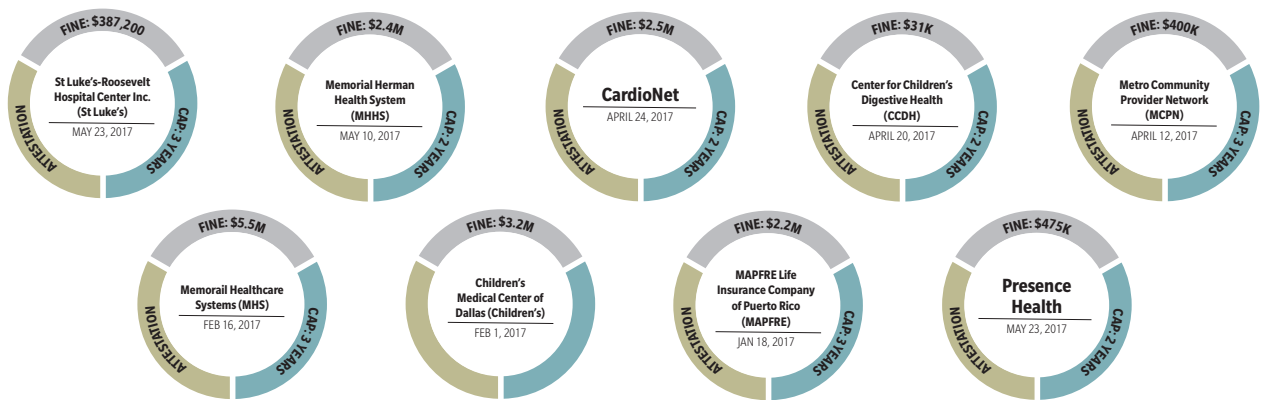 FINE: $387,200
St Luke's-Roosevelt
Hospital Center Inc.
(St Luke's)
MAY 23, 2017
ATTESTATION
CAP: 3 YEARS
FINE: $2.4M
Memorial Herman
Health System
(MHHS)
MAY 10, 2017
ATTESTATION
CAP: 2 YEARS
FINE: $2.5M
CardioNet
APRIL 24, 2017
ATTESTATION
CAP: 2 YEARS
FINE: $31K
Center for Children's
Digestive Health
(CCDH)
APRIL 20, 2017
ATTESTATION
CAP: 2 YEARS
FINE: $400K
Metro Community
Provider Network
(MCPN)
APRIL 12, 2017
ATTESTATION
CAP: 3 YEARS
FINE: $5.5M
Memorail Healthcare
Systems (MHS)
FEB 16, 2017
ATTESTATION
CAP: 3 YEARS
FINE: $3.2M
Children's
Medical Center of
Dallas (Children's)
FEB 1, 2017
FINE: $2.2M
MAPFRE Life
Insurance Company
of Puerto Rico
(MAPFRE)
JAN 18, 2017
ATTESTATION
CAP: 3 YEARS
FINE: $475K
Presence
Health
MAY 23, 2017
ATTESTATION
CAP: 2 YEARS